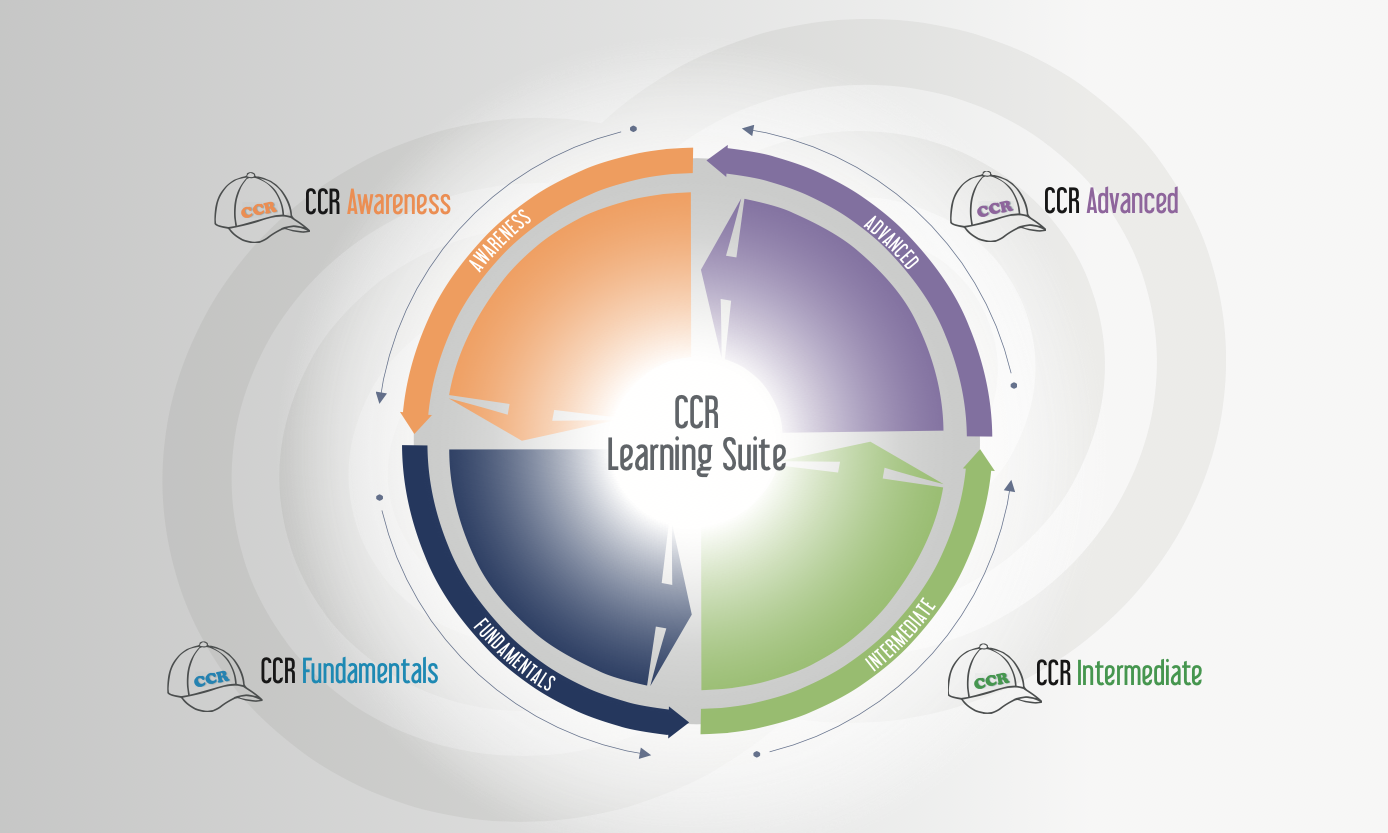 CCR
CCR Awareness
CCR
CCR Advanced
AWARENESS
ADVANCED
CCR
Learning Suite
FUNDAMENTALS
INTERMEDIATE
CCR
CCR Fundamentals
CCR
CCR Intermediate